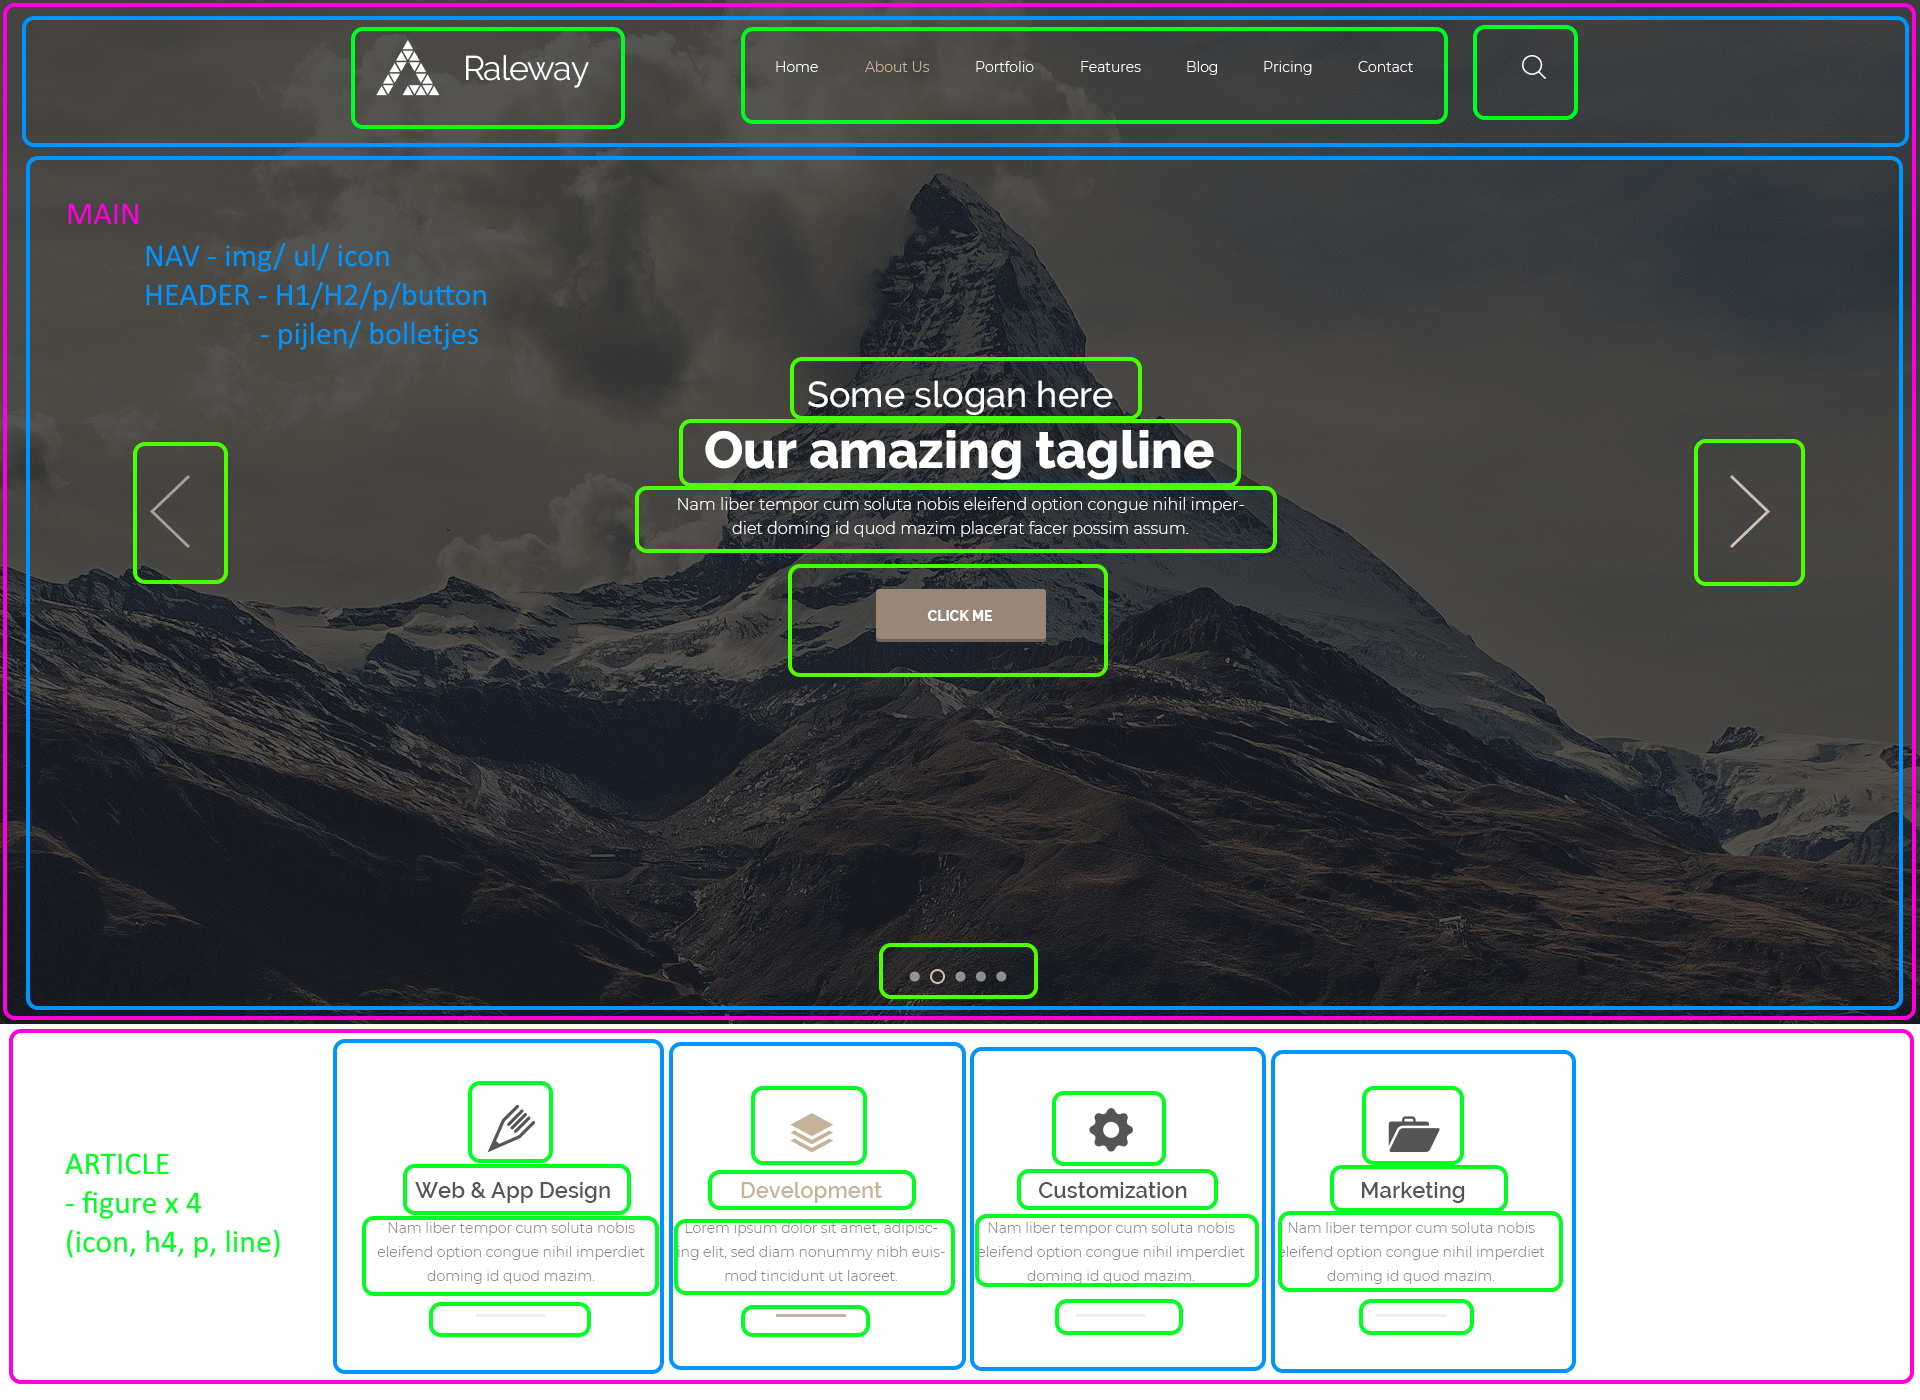 Raleway
Home About Us Portfolio Features Blog Pricing Contact
MAIN
NAV - img/ ul/ icon
HEADER - H1/H2/p/button
- pijlen/ bolletjes
Some slogan here
Our amazing tagline
Nam liber tempor cum soluta nobis eleifend option congue nihil imper-
diet doming id quod mazim placerat facer possim assum.
CLICK ME
ARTICLE
- figure x 4
(icon, h4, p, line)
Web & App Design
Nam liber tempor cum soluta nobis
eleifend option congue nihil imperdiet
doming id quod mazim.
Development
Lorem ipsum dolor sit amet, adipisc-
ing elit, sed diam nonummy nibh euis-
mod tincidunt ut laoreet.
Customization
Nam liber tempor cum soluta nobis
eleifend option congue nihil imperdiet
doming id quod mazim.
Marketing
Nam liber tempor cum soluta nobis
eleifend option congue nihil imperdiet
doming id quod mazim.